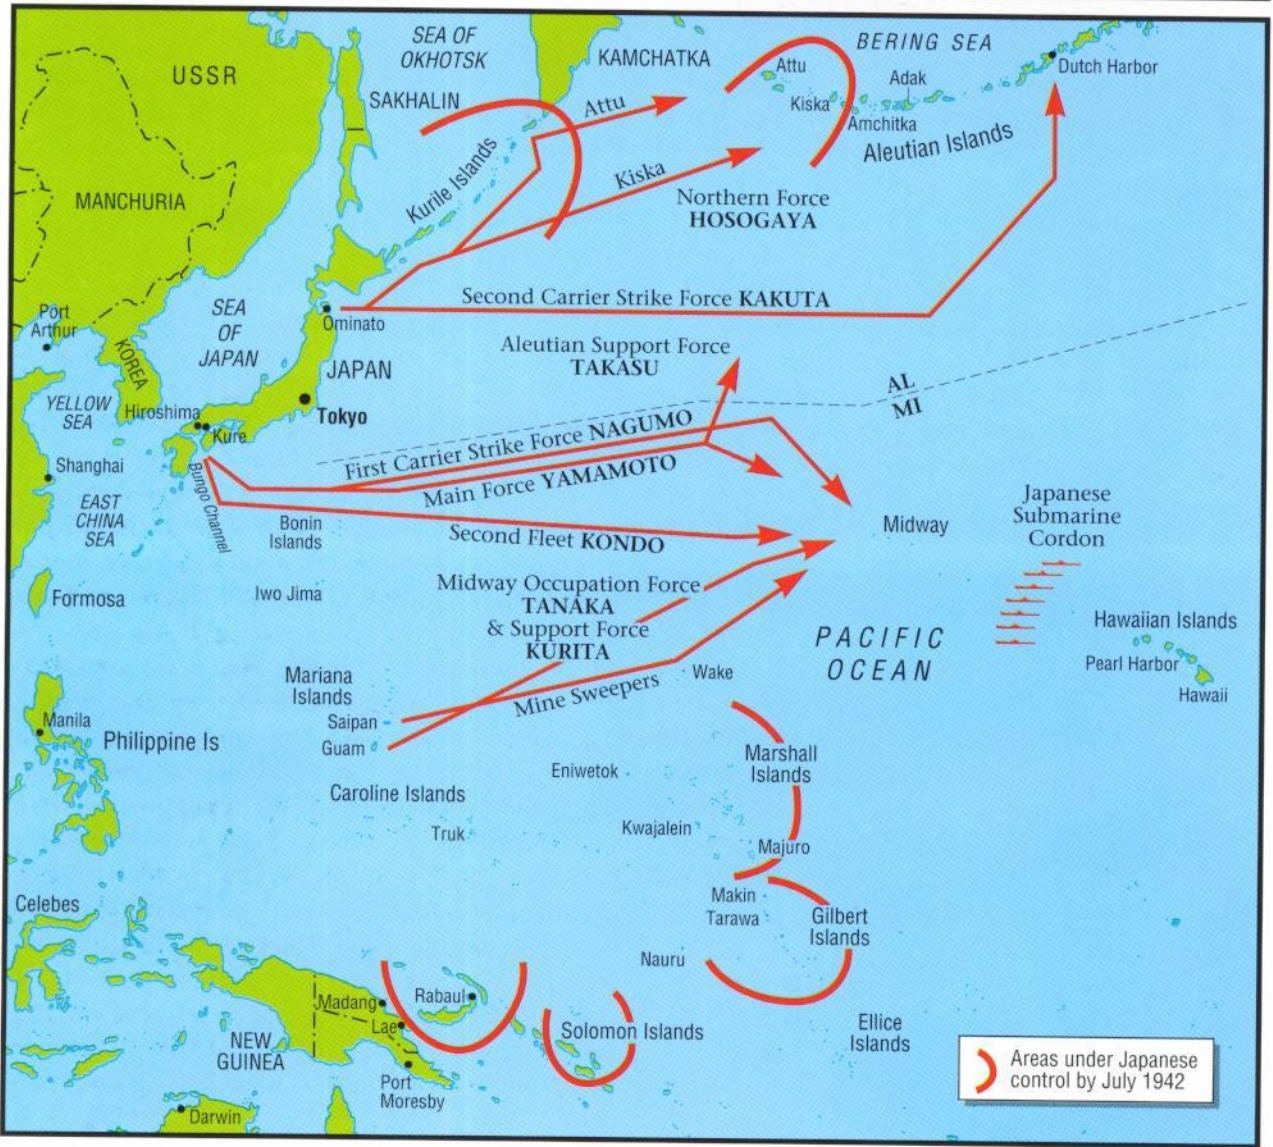 SEA OF
OKHOTSK
BERING SEA
USSR
KAMCHATKA
Attu
Dutch Harbor
Adak
SAKHALIN
Attu
Kiska
Amchitka
Aleutian Islands
Kurile Islands
Kiska
MANCHURIA
Northern Force
HOSOGAYA
Second Carrier Strike Force KAKUTA
SEA
OF
JAPAN
Port
Arthur
Ominato
KOREA
Aleutian Support Force
TAKASU
JAPAN
AL
MI
YELLOW
SEA
Hiroshima
Tokyo
Kure
First Carrier Strike Force NAGUMO
Shanghai
Bungo Channel
Main Force YAMAMOTO
EAST
CHINA
SEA
Bonin
Islands
Second Fleet KONDO
Midway
Japanese
Submarine
Cordon
Formosa
Iwo Jima
Midway Occupation Force
TANAKA
& Support Force
KURITA
PACIFIC
OCEAN
Hawaiian Islands
Pearl Harbor
Hawaii
Mariana
Islands
Wake
Mine Sweepers
Saipan
Guam
Manila
Philippine Is
Marshall
Islands
Eniwetok
Caroline Islands
Truk
Kwajalein
Majuro
Makin
Tarawa
Celebes
Gilbert
Islands
Nauru
Madang
Rabaul
Lae
Solomon Islands
Ellice
Islands
NEW
GUINEA
Port
Moresby
Darwin
Areas under Japanese
control by July 1942